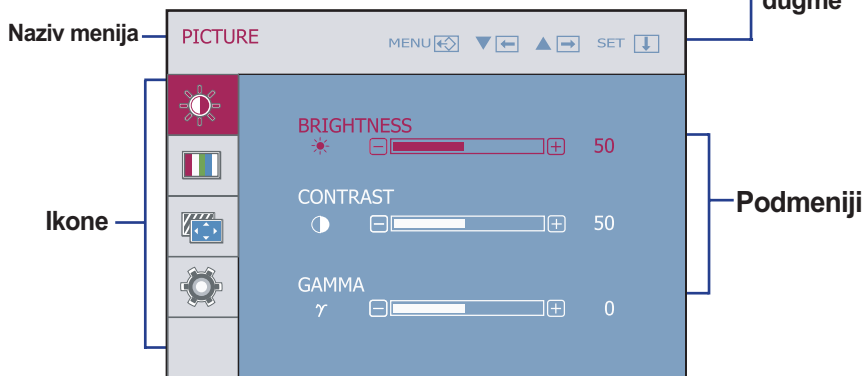 dugme
Naziv menija
PICTURE MENU ▼ ▲ SET
BRIGHTNESS
50
CONTRAST
50
Ikone
Podmeniji
GAMMA
γ 0